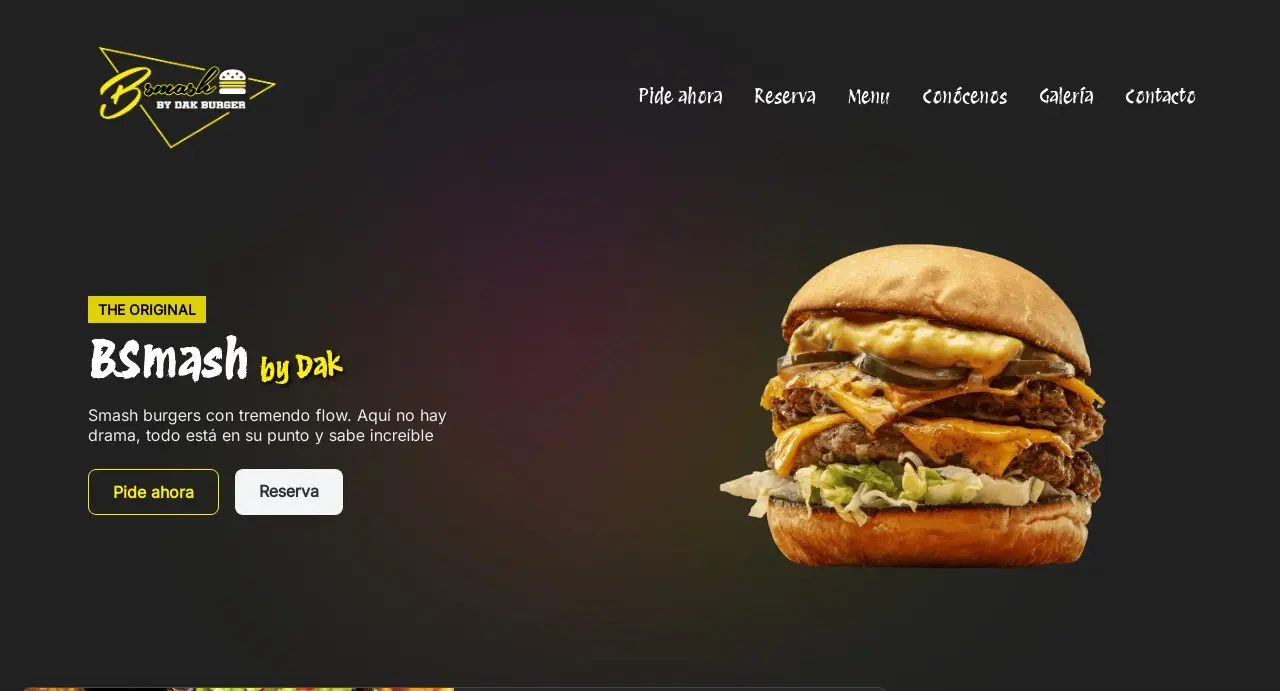 Bsmash
BY DAK BURGER
Pide ahora Reserva Menu Conócenos Galería Contacto
THE ORIGINAL
BSmash by Dak
Smash burgers con tremendo flow. Aquí no hay
drama, todo está en su punto y sabe increíble
Pide ahora Reserva